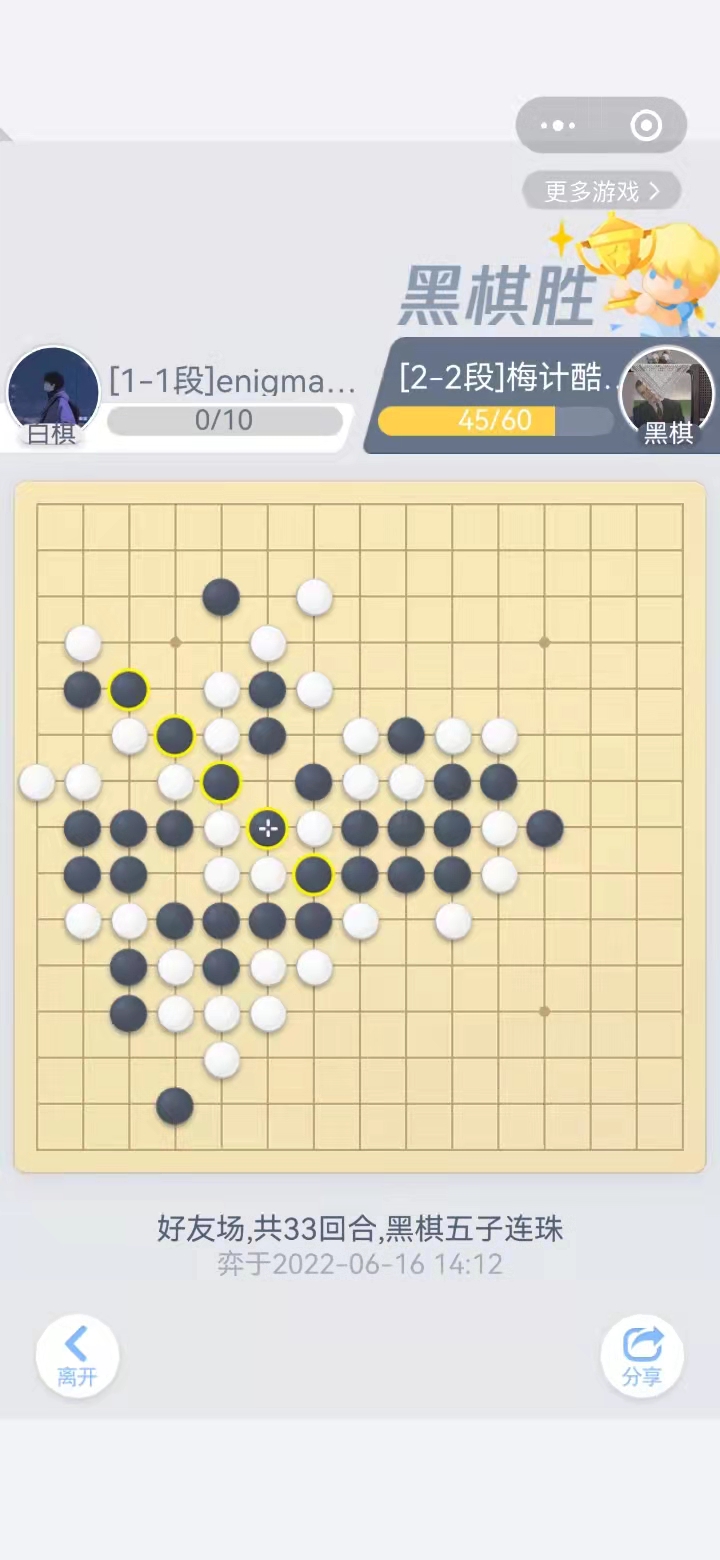 更多游戏
黑棋胜
[1-1段]enigma...
[2-2段]梅计酷...
0/10
45/60
白棋
黑棋
好友场,共33回合,黑棋五子连珠
弈于2022-06-16 14:12
离开
分享